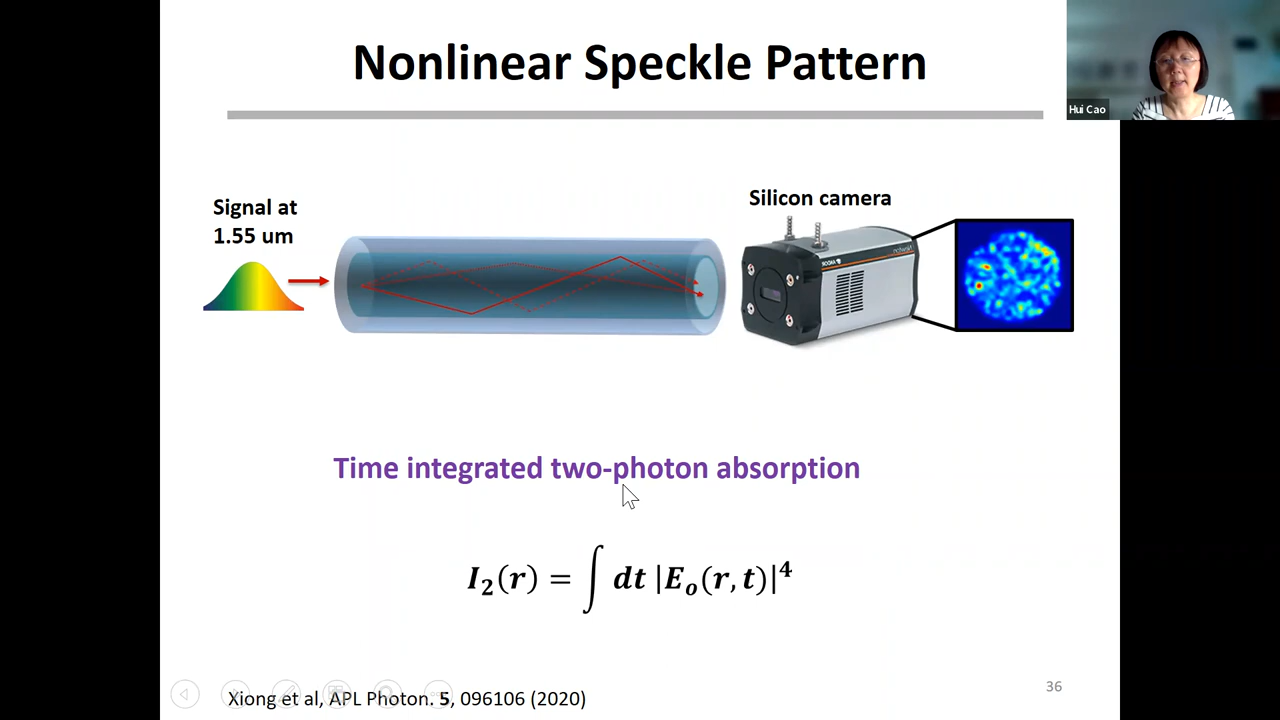 Nonlinear Speckle Pattern
Hui Cao
Signal at
1.55 um
Silicon camera
Time integrated two-photon absorption
I₂(r) = ∫ dt |Eₒ(r, t)|⁴
Xiong et al, APL Photon. 5, 096106 (2020)
36